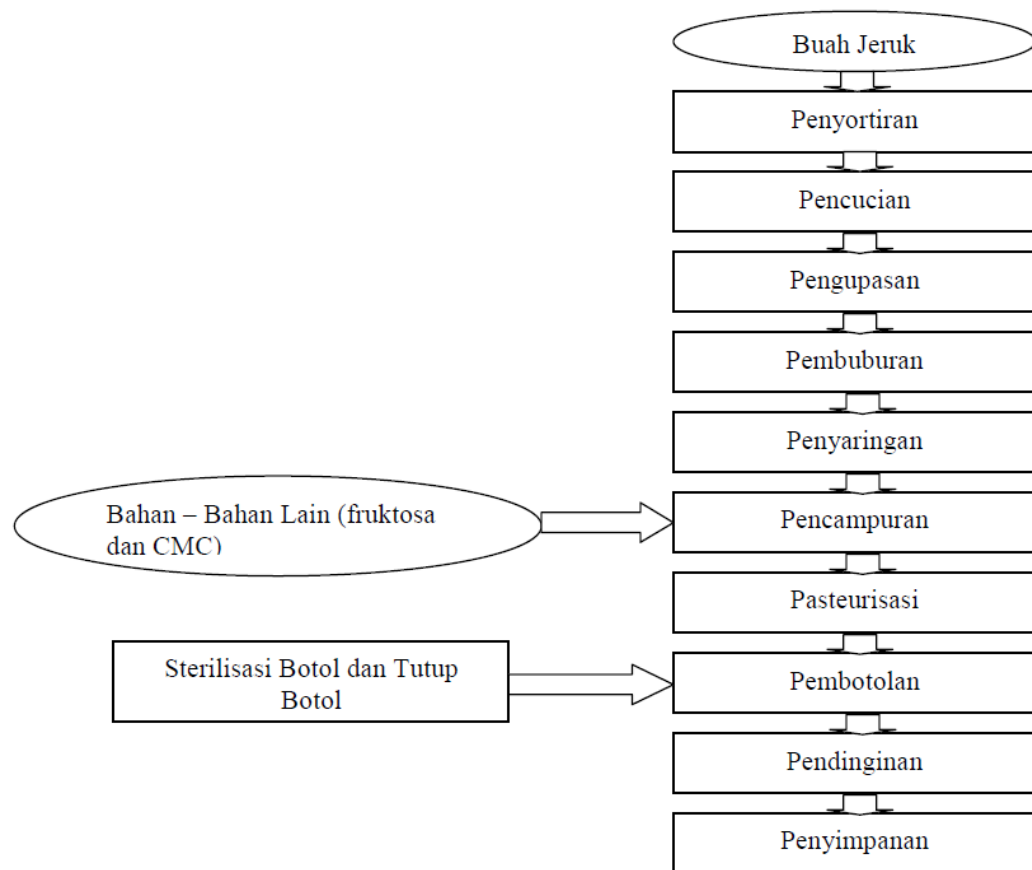 Buah Jeruk
Penyortiran
Pencucian
Pengupasan
Pembuburan
Penyaringan
Bahan – Bahan Lain (fruktosa
dan CMC)
Pencampuran
Pasteurisasi
Sterilisasi Botol dan Tutup
Botol
Pembotolan
Pendinginan
Penyimpanan